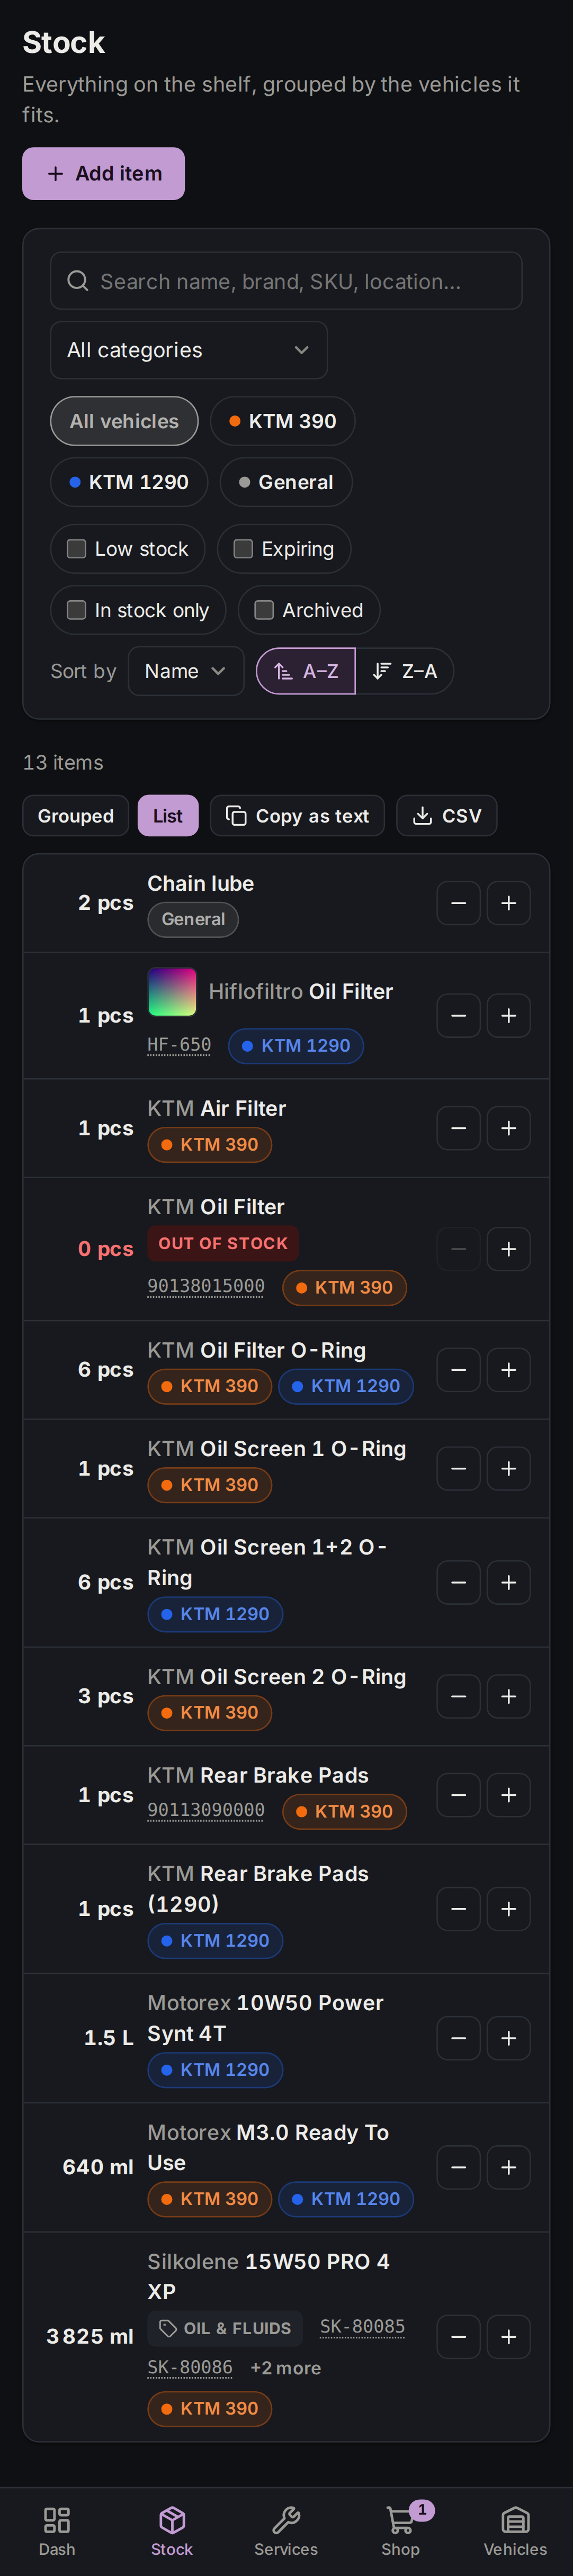 Stock
Everything on the shelf, grouped by the vehicles it
fits.
+ Add item
Search name, brand, SKU, location...
All categories
All vehicles KTM 390
KTM 1290 General
Low stock Expiring
In stock only Archived
Sort by Name A–Z Z–A
13 items
Grouped List Copy as text CSV
Chain lube
2 pcs
General
Hiflofiltro Oil Filter
1 pcs
HF-650 KTM 1290
KTM Air Filter
1 pcs
KTM 390
KTM Oil Filter
OUT OF STOCK
0 pcs
90138015000 KTM 390
KTM Oil Filter O-Ring
6 pcs
KTM 390 KTM 1290
KTM Oil Screen 1 O-Ring
1 pcs
KTM 390
KTM Oil Screen 1+2 O-
Ring
6 pcs
KTM 1290
KTM Oil Screen 2 O-Ring
3 pcs
KTM 390
KTM Rear Brake Pads
1 pcs
90113090000 KTM 390
KTM Rear Brake Pads
(1290)
1 pcs
KTM 1290
Motorex 10W50 Power
Synt 4T
1.5 L
KTM 1290
Motorex M3.0 Ready To
Use
640 ml
KTM 390 KTM 1290
Silkolene 15W50 PRO 4
XP
OIL & FLUIDS SK-80085
3 825 ml
SK-80086 +2 more
KTM 390
1
Dash Stock Services Shop Vehicles